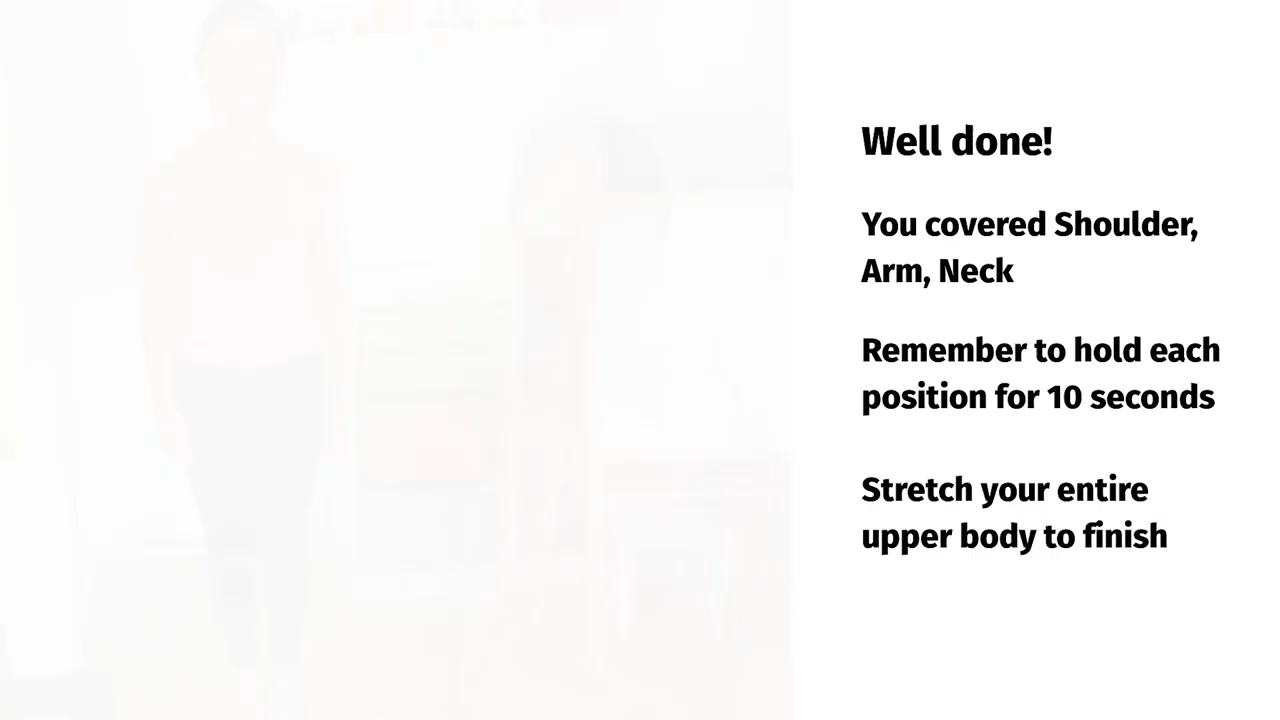 Well done!
You covered Shoulder,
Arm, Neck
Remember to hold each
position for 10 seconds
Stretch your entire
upper body to finish